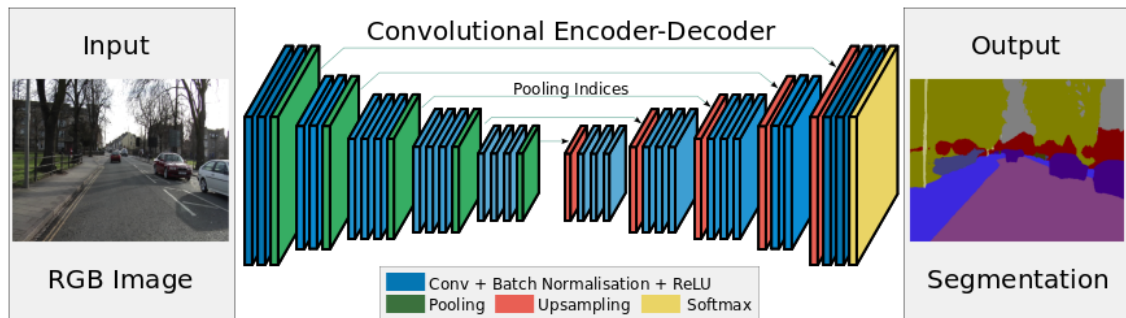 Input
Convolutional Encoder-Decoder
Output
Pooling Indices
RGB Image
Segmentation
Conv + Batch Normalisation + ReLU
Pooling
Upsampling
Softmax